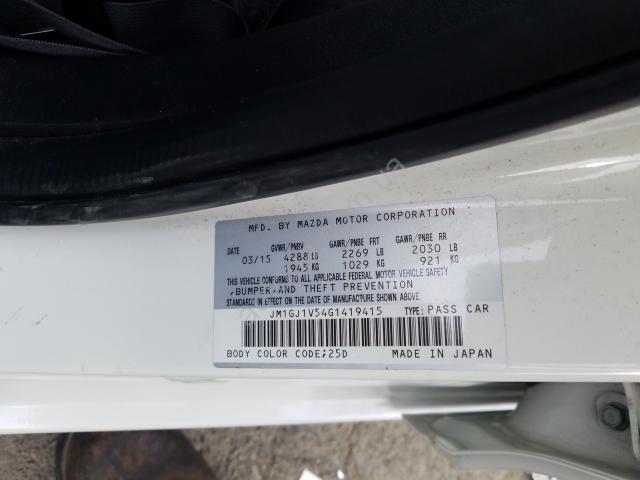 MFD. BY MAZDA MOTOR CORPORATION
DATE GVWR/PNBV GAWR/PNBE FRT GAWR/PNBE RR
03/15 4288 LB 2269 LB 2030 LB
1945 KG 1029 KG 921 KG
THIS VEHICLE CONFORMS TO ALL APPLICABLE FEDERAL MOTOR VEHICLE SAFETY
,BUMPER,AND THEFT PREVENTION
STANDARDS IN EFFECT ON THE DATE OF MANUFACTURE SHOWN ABOVE.
JM1GJ1V54G1419415 TYPE: PASS CAR
BODY COLOR CODE;25D MADE IN JAPAN